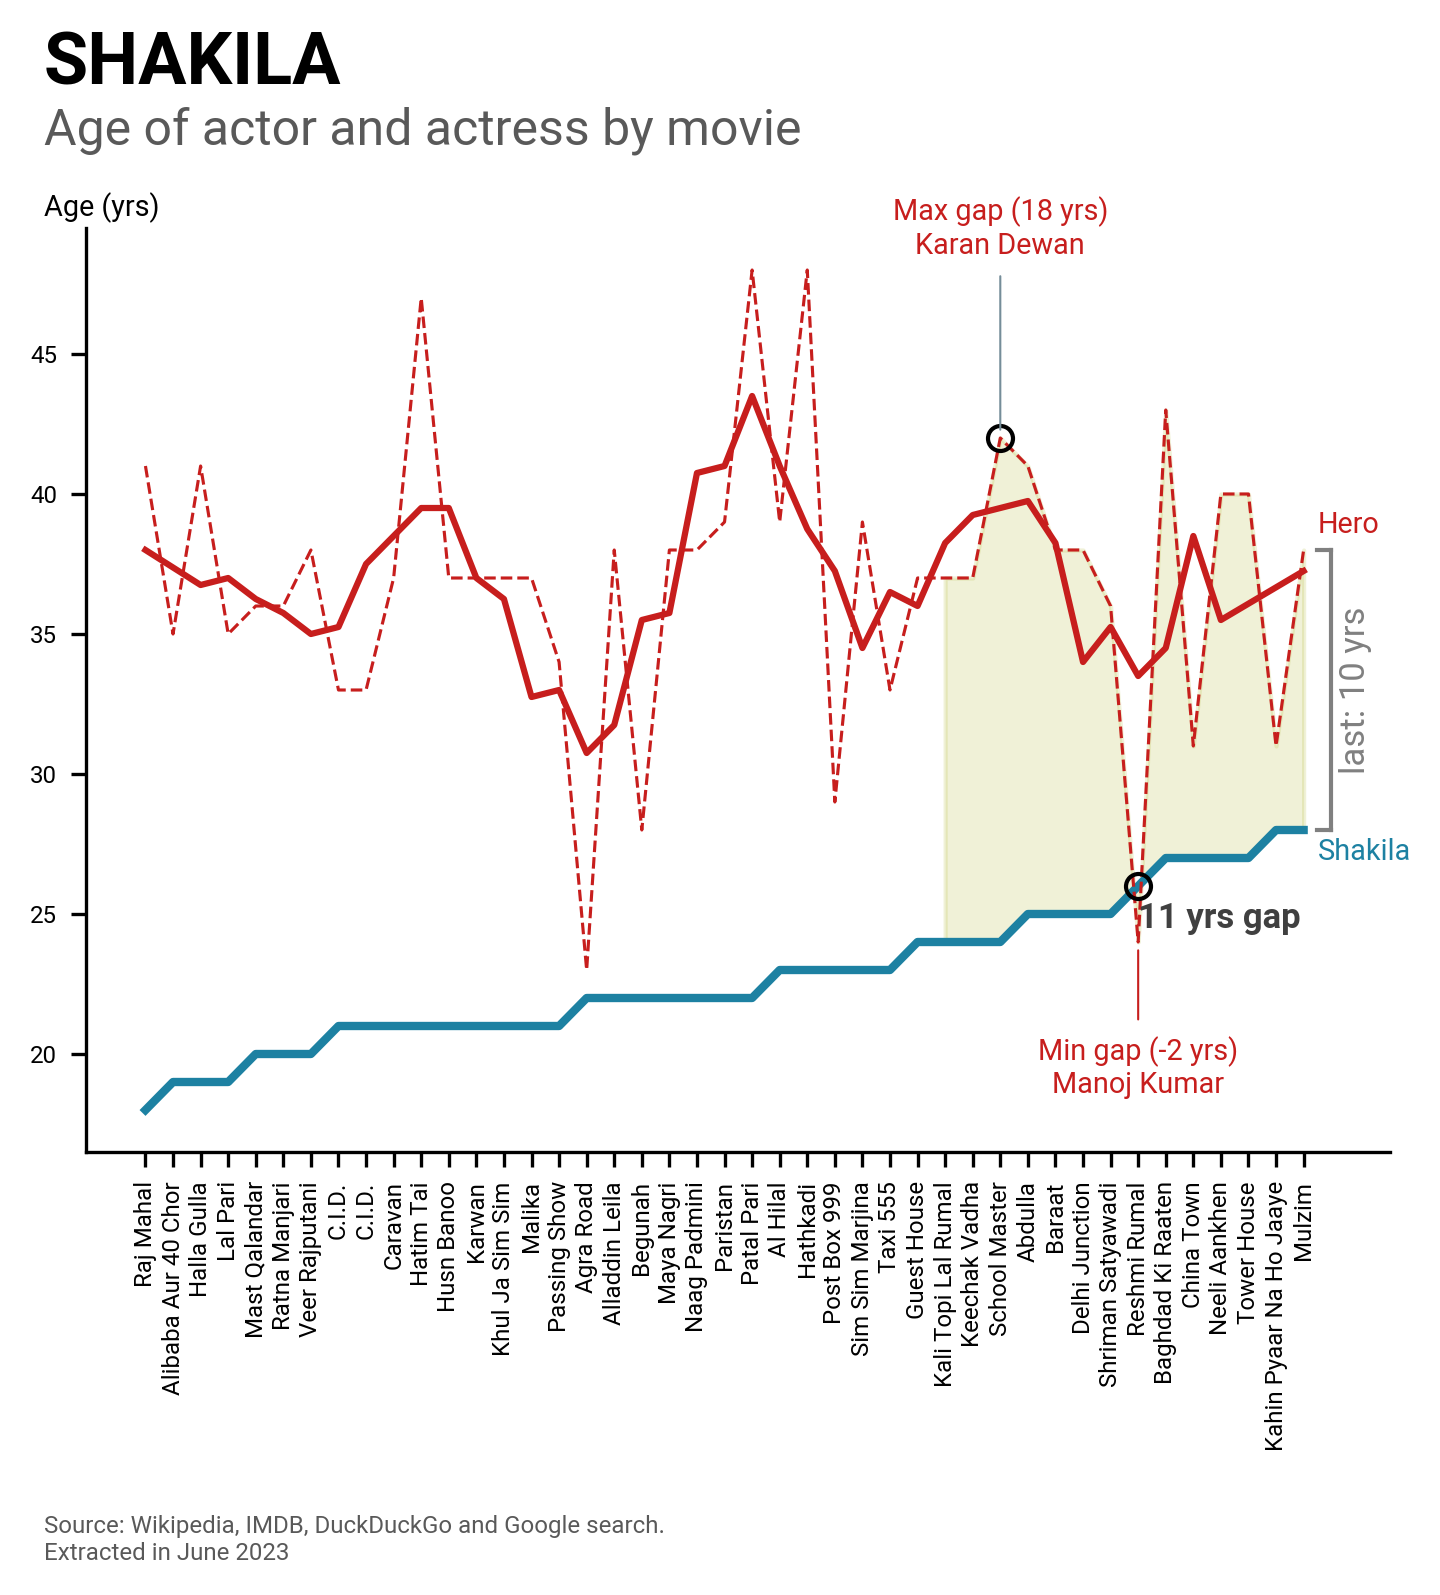 SHAKILA
Age of actor and actress by movie
Age (yrs)
Max gap (18 yrs)
Karan Dewan
45
40
35
30
25
20
Hero
last: 10 yrs
Shakila
11 yrs gap
Min gap (-2 yrs)
Manoj Kumar
Raj Mahal
Alibaba Aur 40 Chor
Halla Gulla
Lal Pari
Mast Qalandar
Ratna Manjari
Veer Rajputani
C.I.D.
C.I.D.
Caravan
Hatim Tai
Husn Banoo
Karwan
Khul Ja Sim Sim
Malika
Passing Show
Agra Road
Alladdin Leila
Begunah
Maya Nagri
Naag Padmini
Paristan
Patal Pari
Al Hilal
Hathkadi
Post Box 999
Sim Sim Marjina
Taxi 555
Guest House
Kali Topi Lal Rumal
Keechak Vadha
School Master
Abdulla
Baraat
Delhi Junction
Shriman Satyawadi
Reshmi Rumal
Baghdad Ki Raaten
China Town
Neeli Aankhen
Tower House
Kahin Pyaar Na Ho Jaaye
Mulzim
Source: Wikipedia, IMDB, DuckDuckGo and Google search.
Extracted in June 2023